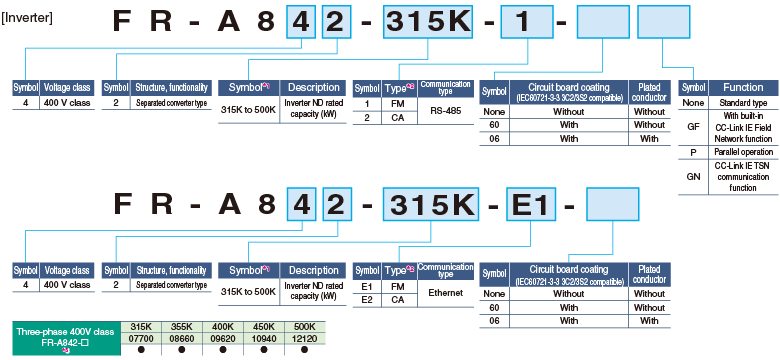 [Inverter]
F R - A 8 4 2 - 315K - 1 -
Symbol Voltage class
4 400 V class
Symbol Structure, functionality
2 Separated converter type
Symbol*1 Description
315K to 500K Inverter ND rated
capacity (kW)
Symbol Type*2 Communication
type
1 FM RS-485
2 CA
Symbol Circuit board coating
(IEC60721-3-3 3C2/3S2 compatible) Plated
conductor
None Without Without
60 With Without
06 With With
Symbol Function
None Standard type
GF With built-in
CC-Link IE Field
Network function
P Parallel operation
GN CC-Link IE TSN
communication
function
F R - A 8 4 2 - 315K - E1 -
Symbol Voltage class
4 400 V class
Symbol Structure, functionality
2 Separated converter type
Symbol*1 Description
315K to 500K Inverter ND rated
capacity (kW)
Symbol Type*2 Communication
type
E1 FM Ethernet
E2 CA
Symbol Circuit board coating
(IEC60721-3-3 3C2/3S2 compatible) Plated
conductor
None Without Without
60 With Without
06 With With
Three-phase 400V class
FR-A842-□
315K 355K 400K 450K 500K
07700 08660 09620 10940 12120
● ● ● ● ●